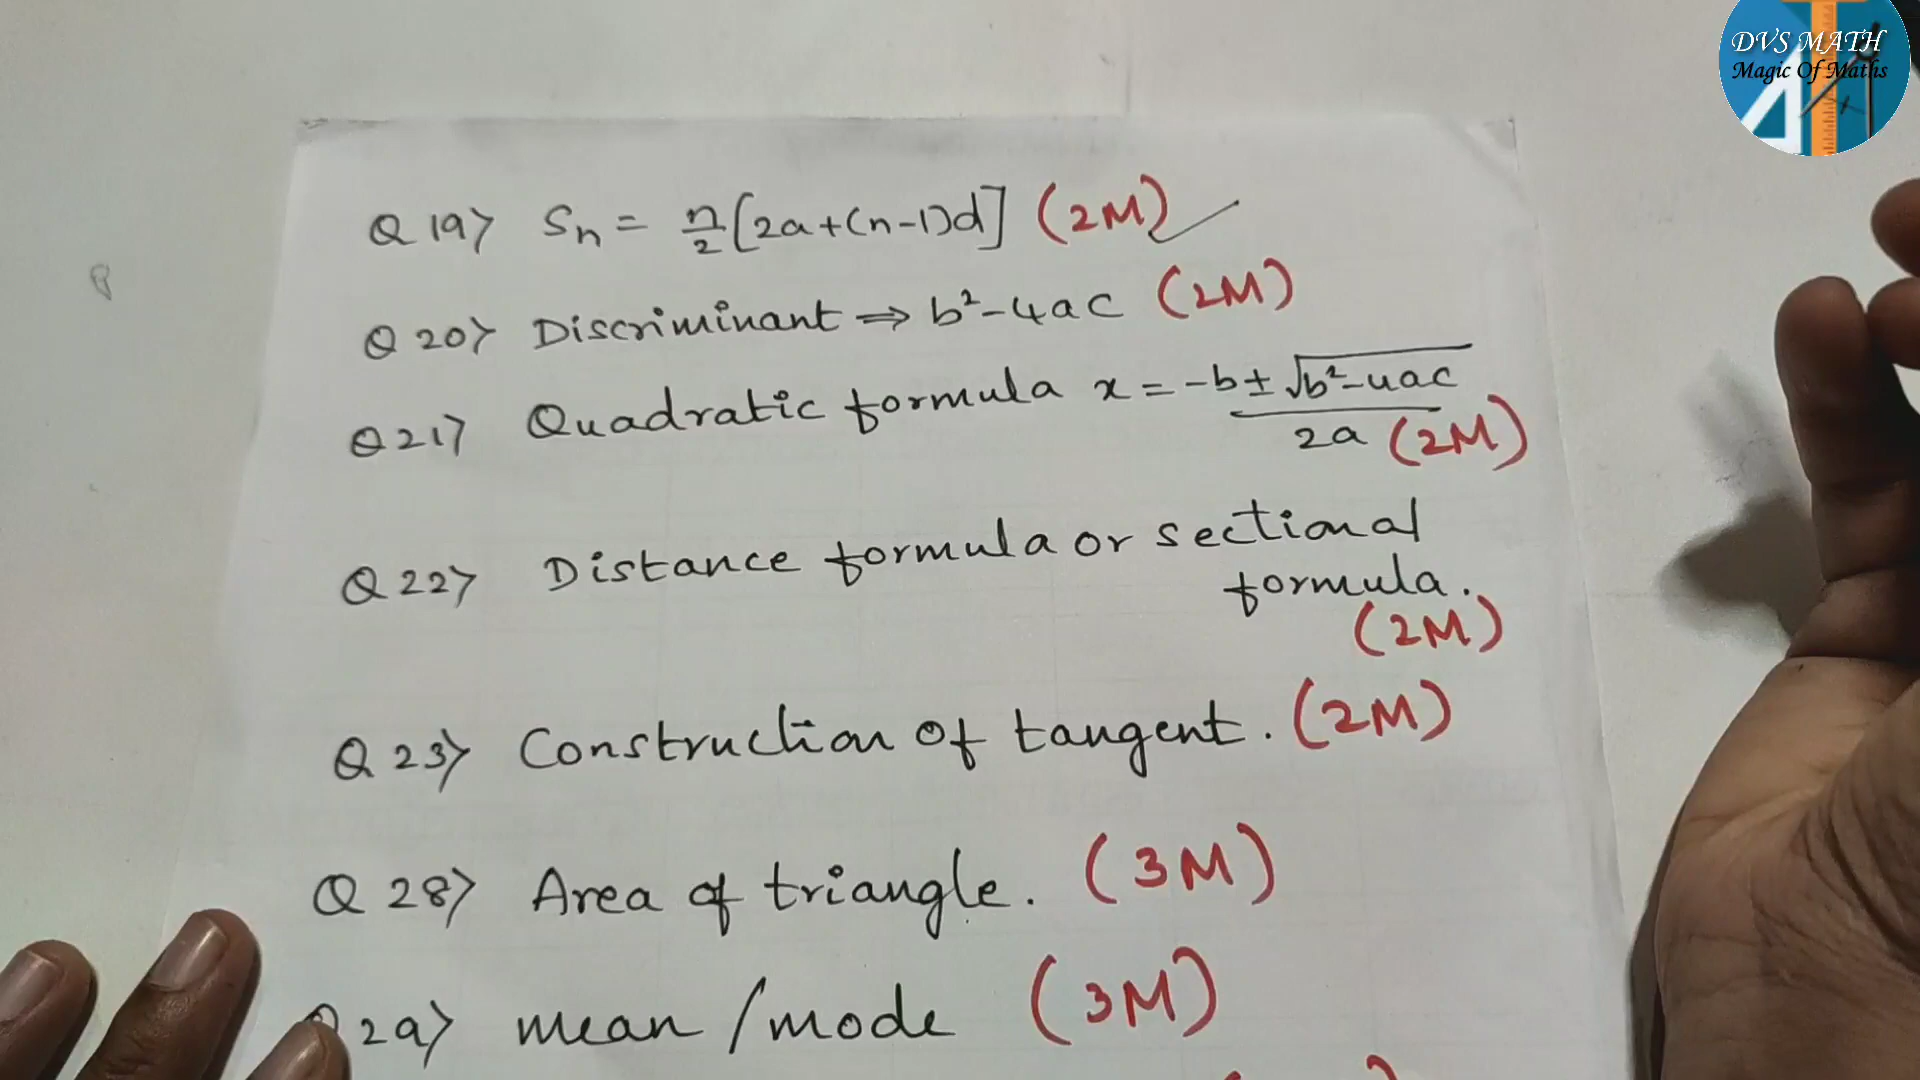 DVS MATH
Magic Of Maths
Q 19> Sn = n/2 [2a+(n-1)d] (2M)
Q 20> Discriminant ⇒ b²-4ac (2M)
Q 21> Quadratic formula x = -b ± √b²-4ac / 2a (2M)
Q 22> Distance formula or sectional
formula.
(2M)
Q 23> Construction of tangent. (2M)
Q 28> Area of triangle. (3M)
Q 29> mean/mode (3M)